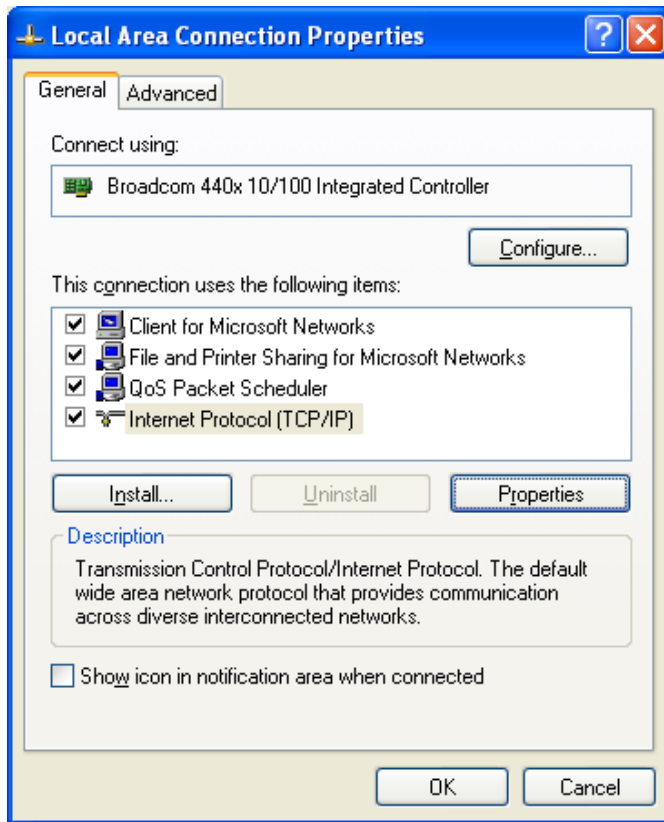 Local Area Connection Properties
General
Advanced
Connect using:
Broadcom 440x 10/100 Integrated Controller
Configure...
This connection uses the following items:
Client for Microsoft Networks
File and Printer Sharing for Microsoft Networks
QoS Packet Scheduler
Internet Protocol (TCP/IP)
Install...
Uninstall
Properties
Description
Transmission Control Protocol/Internet Protocol. The default
wide area network protocol that provides communication
across diverse interconnected networks.
Show icon in notification area when connected
OK
Cancel